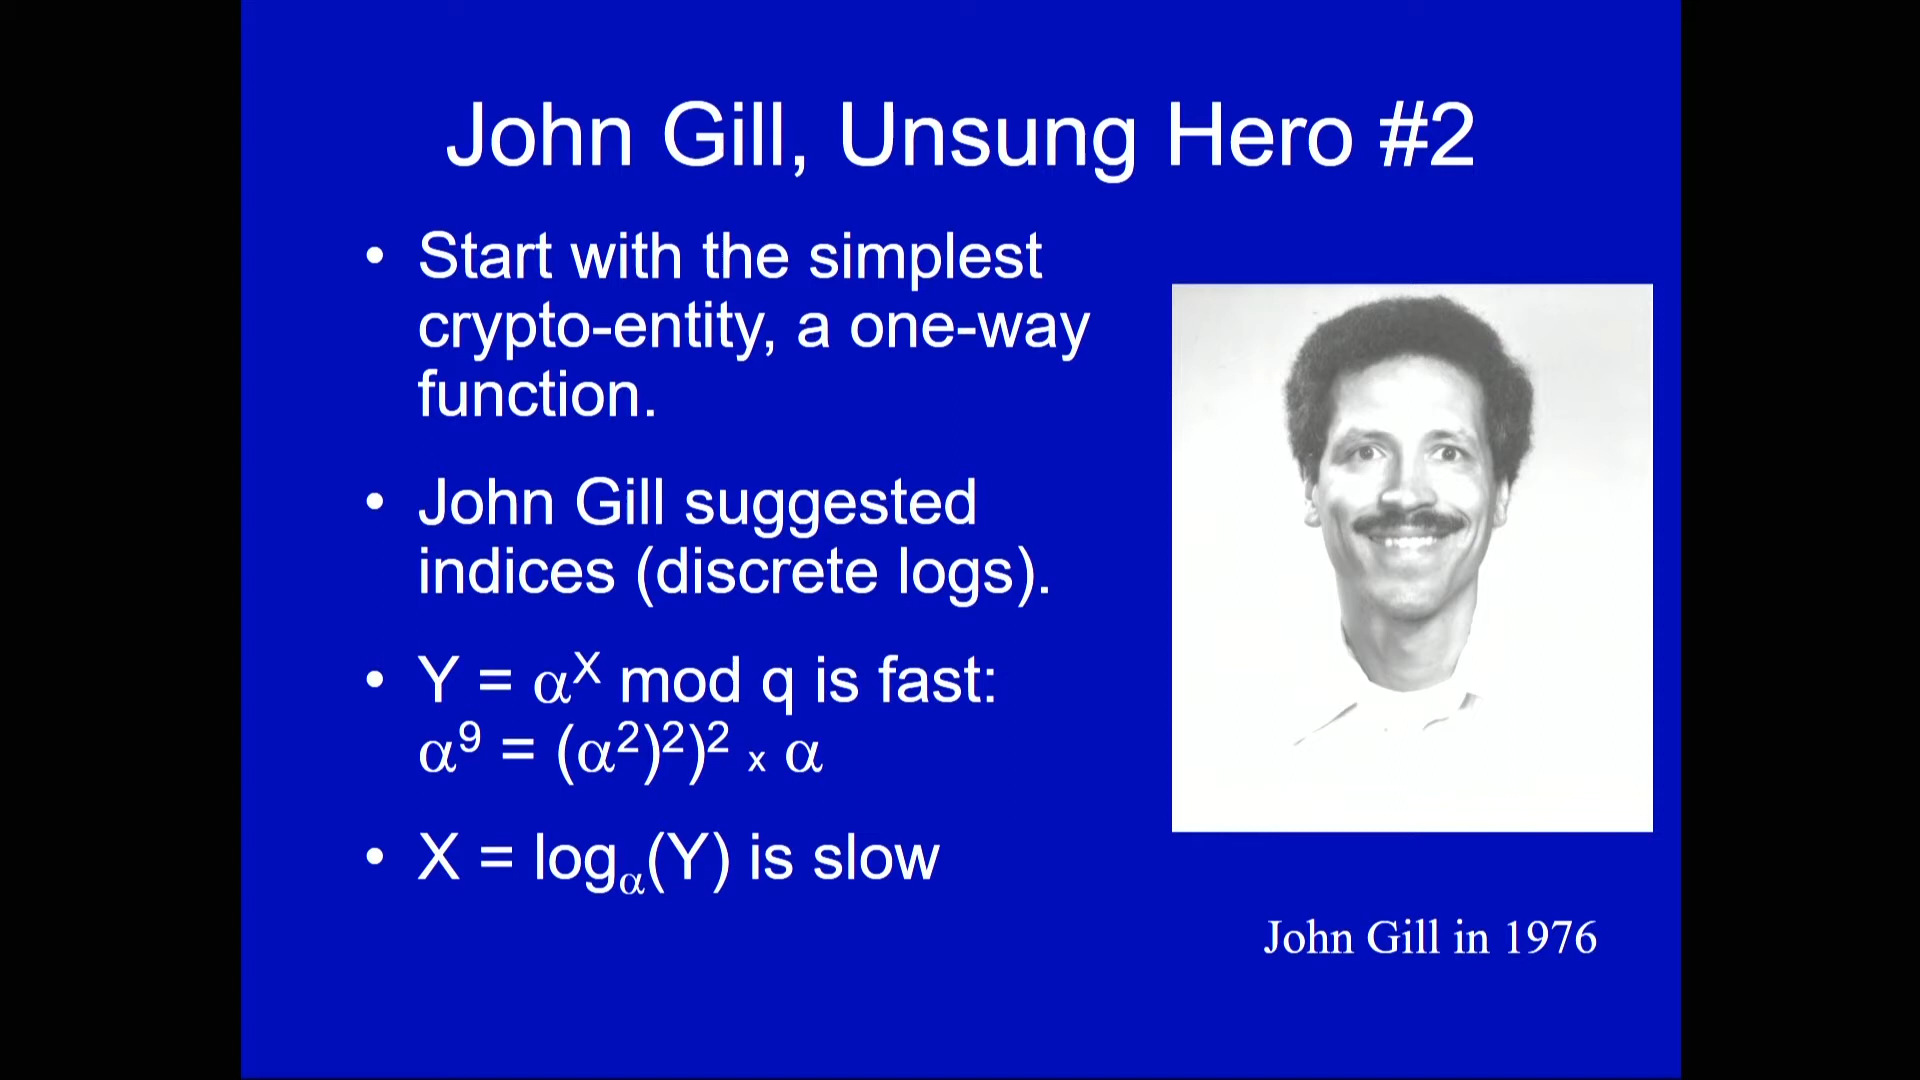 John Gill, Unsung Hero #2
• Start with the simplest
crypto-entity, a one-way
function.
• John Gill suggested
indices (discrete logs).
• Y = αˣ mod q is fast:
α⁹ = (α²)²)² x α
• X = logα(Y) is slow
John Gill in 1976